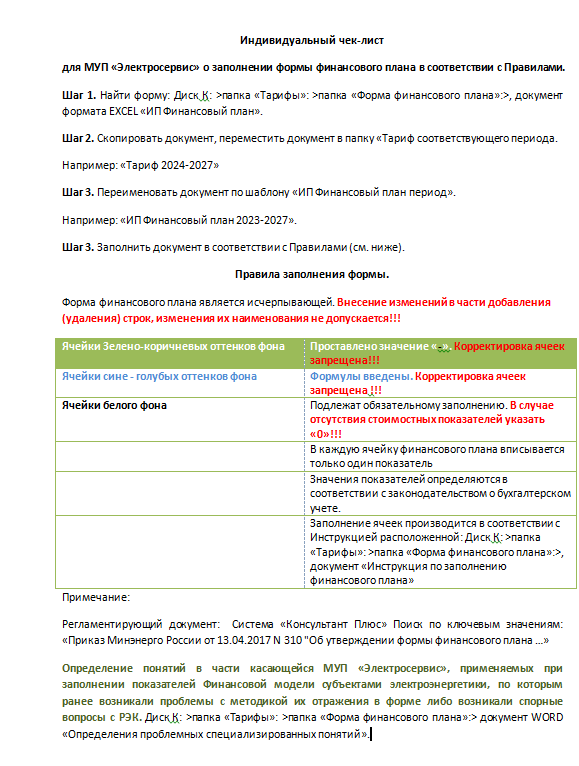 Индивидуальный чек-лист
для МУП «Электросервис» о заполнении формы финансового плана в соответствии с Правилами.
Шаг 1. Найти форму: Диск К: >папка «Тарифы»: >папка «Форма финансового плана»:>, документ
формата EXCEL «ИП Финансовый план».
Шаг 2. Скопировать документ, переместить документ в папку «Тариф соответствующего периода.
Например: «Тариф 2024-2027»
Шаг 3. Переименовать документ по шаблону «ИП Финансовый план период».
Например: «ИП Финансовый план 2023-2027».
Шаг 3. Заполнить документ в соответствии с Правилами (см. ниже).
Правила заполнения формы.
Форма финансового плана является исчерпывающей. Внесение изменений в части добавления
(удаления) строк, изменения их наименования не допускается!!!
Ячейки Зелено-коричневых оттенков фона
Проставлено значение «-». Корректировка ячеек
запрещена!!!
Ячейки сине - голубых оттенков фона
Формулы введены. Корректировка ячеек
запрещена !!!
Ячейки белого фона
Подлежат обязательному заполнению. В случае
отсутствия стоимостных показателей указать
«0»!!!
В каждую ячейку финансового плана вписывается
только один показатель
Значения показателей определяются в
соответствии с законодательством о бухгалтерском
учете.
Заполнение ячеек производится в соответствии с
Инструкцией расположенной: Диск К: >папка
«Тарифы»: >папка «Форма финансового плана»:>,
документ «Инструкция по заполнению
финансового плана»
Примечание:
Регламентирующий документ: Система «Консультант Плюс» Поиск по ключевым значениям:
«Приказ Минэнерго России от 13.04.2017 N 310 "Об утверждении формы финансового плана ...»
Определение понятий в части касающейся МУП «Электросервис», применяемых при
заполнении показателей Финансовой модели субъектами электроэнергетики, по которым
ранее возникали проблемы с методикой их отражения в форме либо возникали спорные
вопросы с РЭК. Диск К: >папка «Тарифы»: >папка «Форма финансового плана»:> документ WORD
«Определения проблемных специализированных понятий».